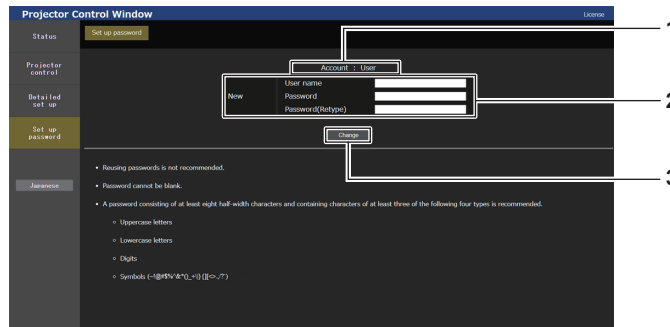 Projector Control Window
License
Status
Set up password
1
Projector
control
Account : User
User name
New
Password
2
Password(Retype)
Detailed
set up
Set up
password
Change
3
Japanese
• Reusing passwords is not recommended.
• Password cannot be blank.
• A password consisting of at least eight half-width characters and containing characters of at least three of the following four types is recommended.
Uppercase letters
Lowercase letters
Digits
Symbols